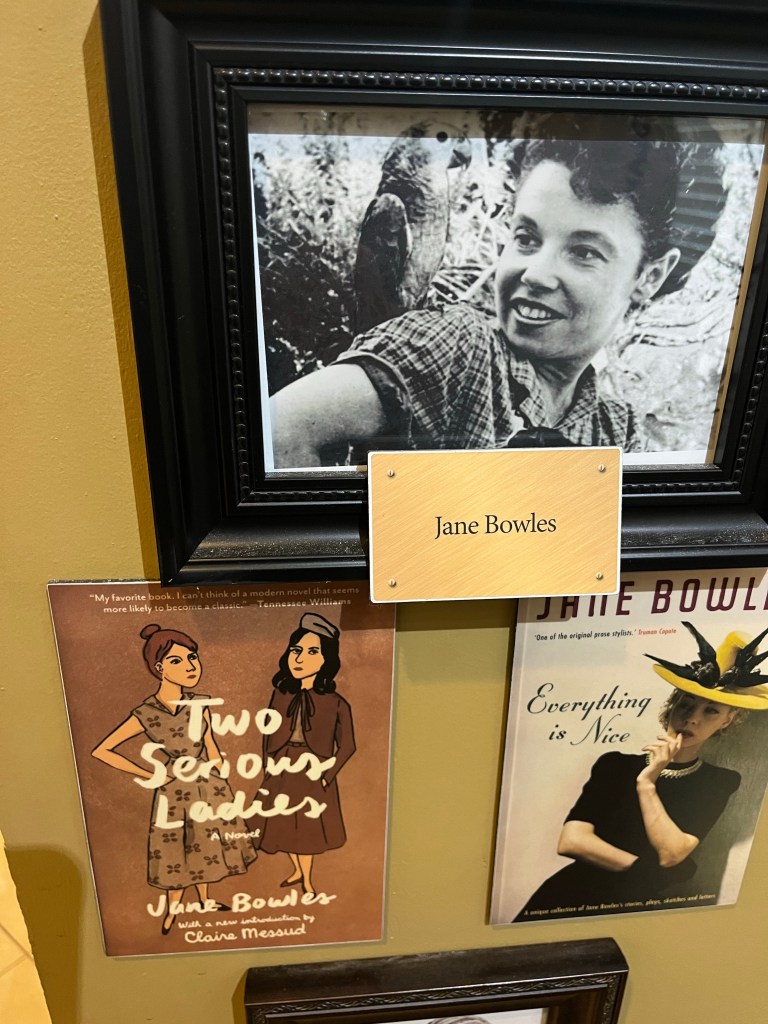 Jane Bowles
"My favorite book. I can't think of a modern novel that seems
more likely to become a classic." Tennessee Williams
Two
Serious
Ladies
A Novel
Jane Bowles
With a new introduction by
Claire Messud
JANE BOWL
'One of the original prose stylists.' Truman Capote
Everything
is Nice
A unique collection of Jane Bowles's stories, plays, sketches and letters